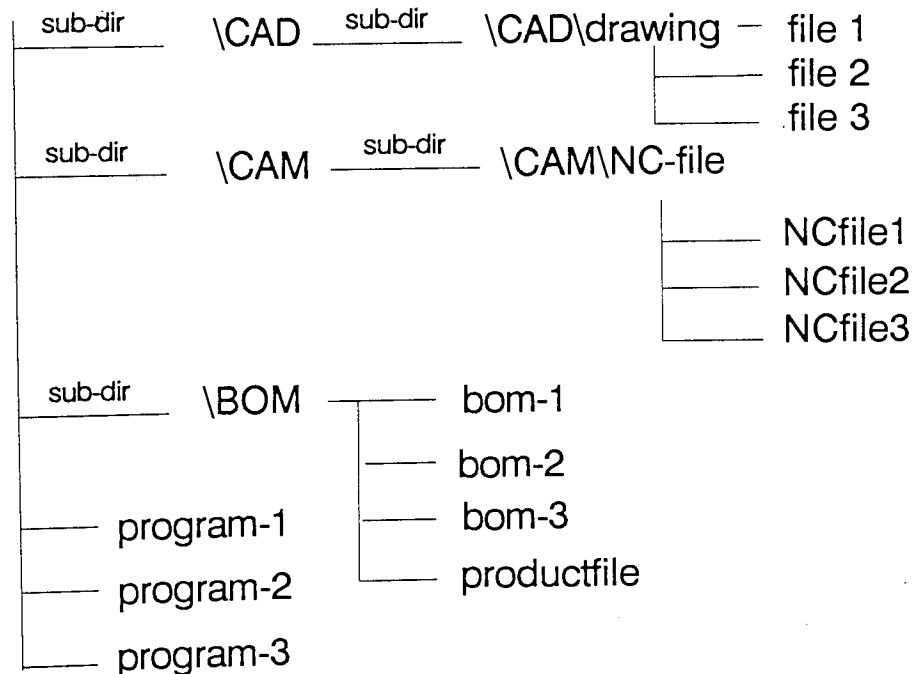 sub-dir \CAD sub-dir \CAD\drawing file 1
file 2
file 3
sub-dir \CAM sub-dir \CAM\NC-file
NCfile1
NCfile2
NCfile3
sub-dir \BOM bom-1
bom-2
program-1 bom-3
program-2 productfile
program-3